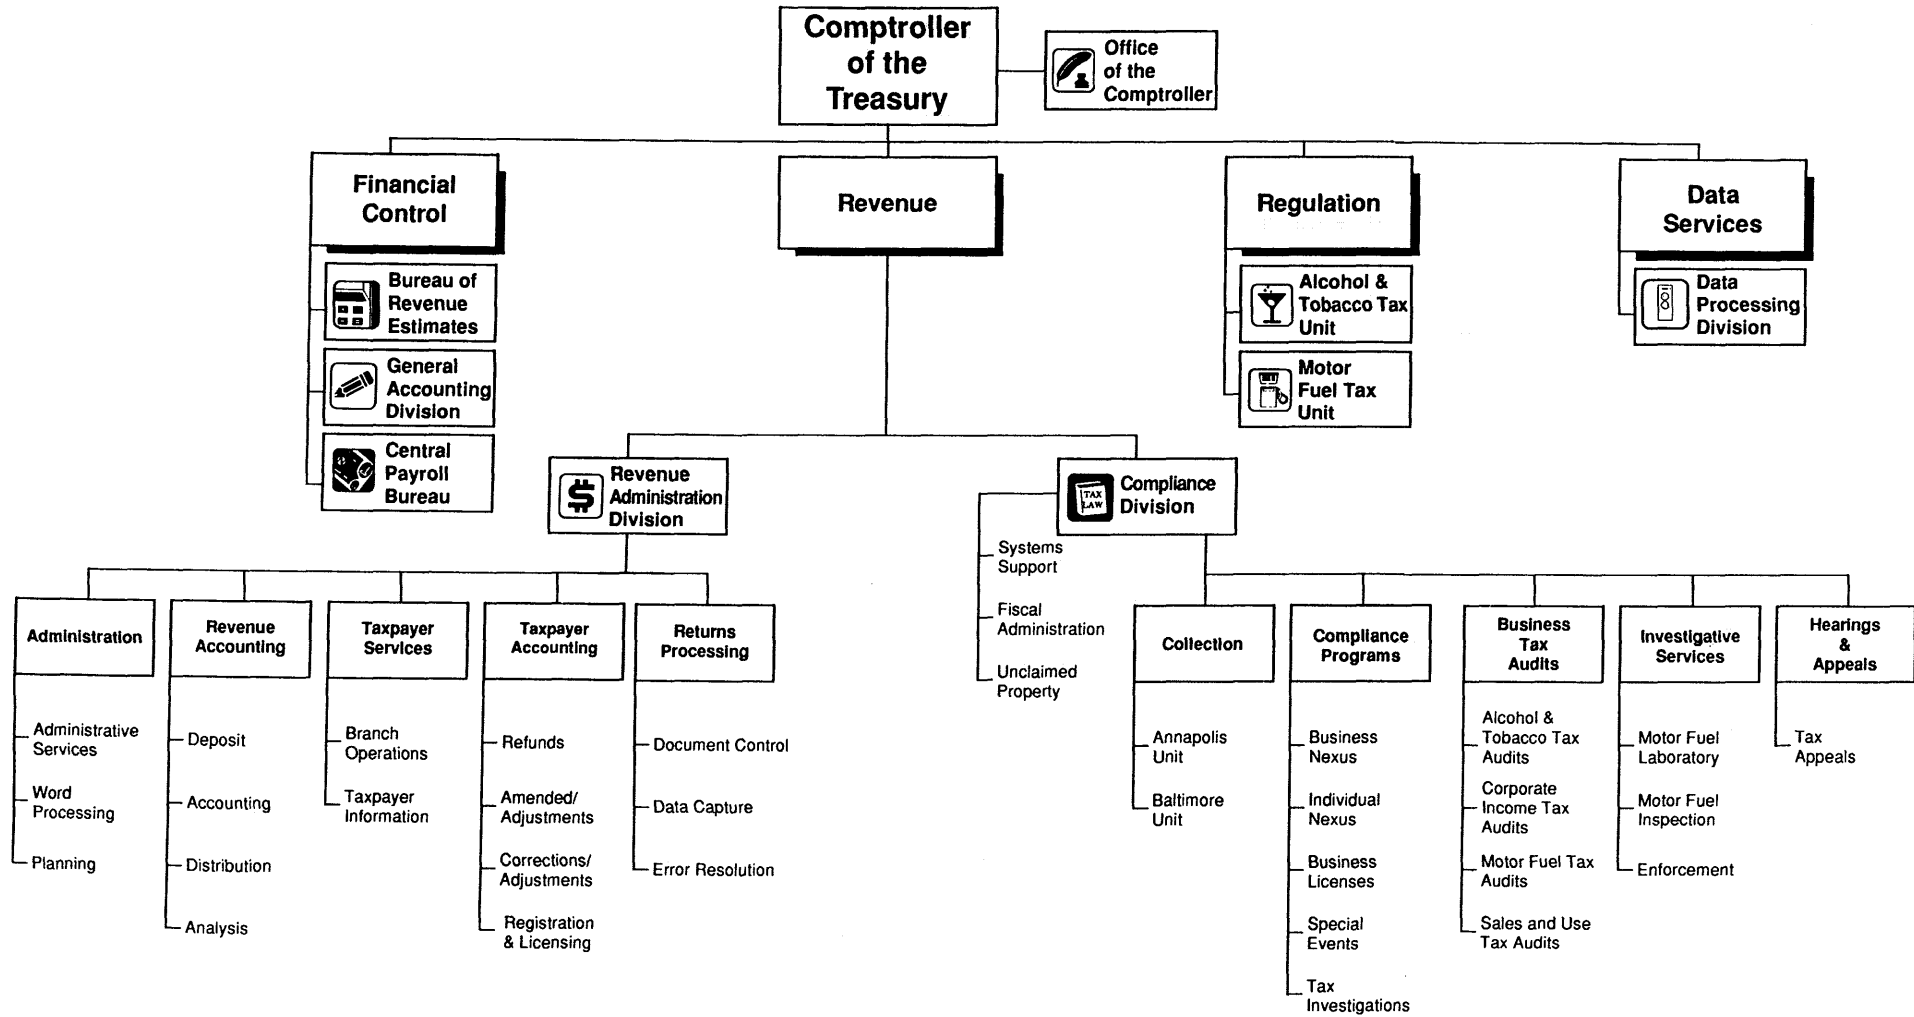 Comptroller
of the
Treasury
Office
of the
Comptroller
Financial
Control
Revenue
Regulation
Data
Services
Bureau of
Revenue
Estimates
General
Accounting
Division
Central
Payroll
Bureau
Alcohol &
Tobacco Tax
Unit
Motor
Fuel Tax
Unit
Data
Processing
Division
Revenue
Administration
Division
TAX
LAW
Compliance
Division
Systems
Support
Fiscal
Administration
Unclaimed
Property
Administration
Administrative
Services
Word
Processing
Planning
Revenue
Accounting
Deposit
Accounting
Distribution
Analysis
Taxpayer
Services
Branch
Operations
Taxpayer
Information
Taxpayer
Accounting
Refunds
Amended/
Adjustments
Corrections/
Adjustments
Registration
& Licensing
Returns
Processing
Document Control
Data Capture
Error Resolution
Collection
Annapolis
Unit
Baltimore
Unit
Compliance
Programs
Business
Nexus
Individual
Nexus
Business
Licenses
Special
Events
Tax
Investigations
Business
Tax
Audits
Alcohol &
Tobacco Tax
Audits
Corporate
Income Tax
Audits
Motor Fuel Tax
Audits
Sales and Use
Tax Audits
Investigative
Services
Motor Fuel
Laboratory
Motor Fuel
Inspection
Enforcement
Hearings
&
Appeals
Tax
Appeals